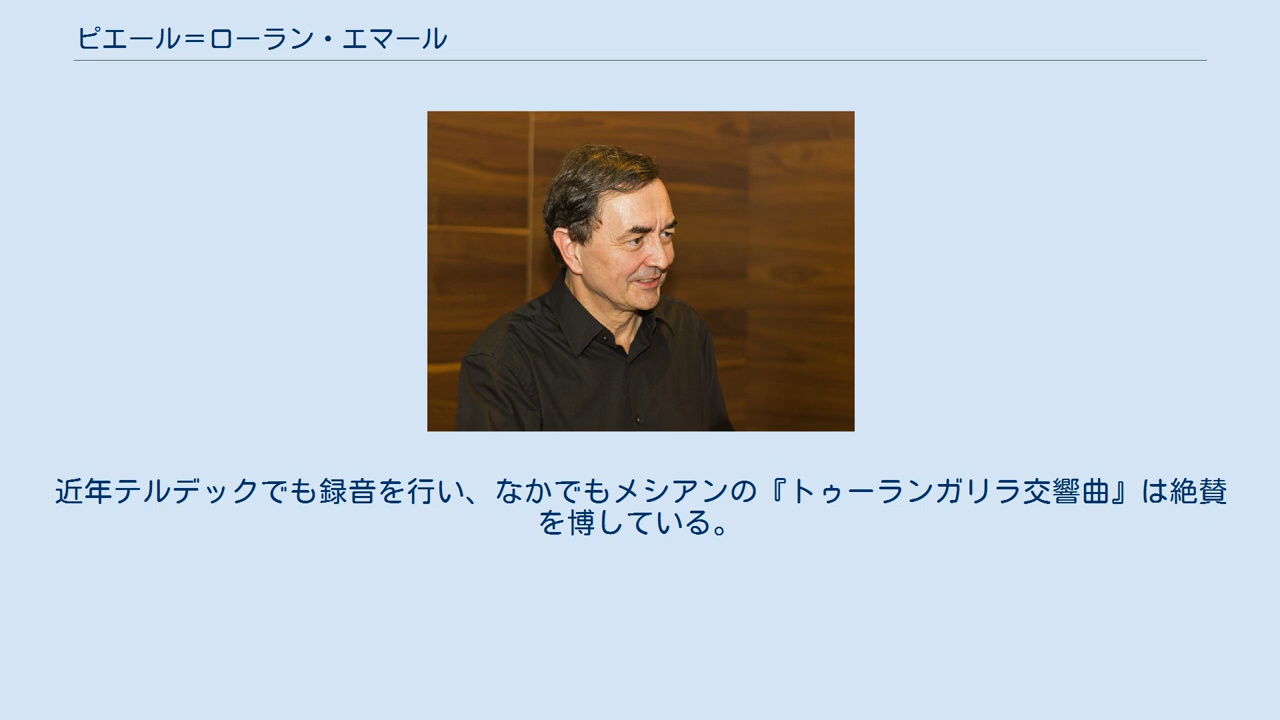 ピエール＝ローラン・エマール
近年テルデックでも録音を行い、なかでもメシアンの『トゥーランガリラ交響曲』は絶賛
を博している。